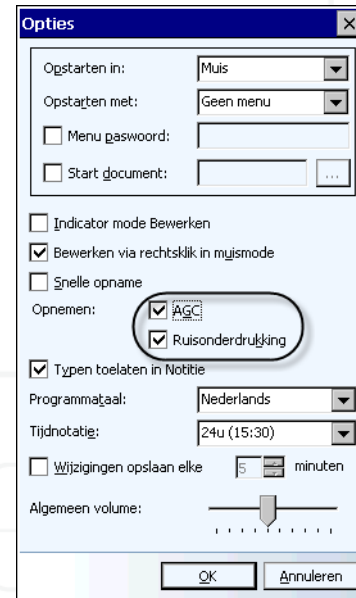 Opties
Opstarten in: Muis
Opstarten met: Geen menu
Menu paswoord:
Start document: ...
Indicator mode Bewerken
Bewerken via rechtsklik in muismode
Snelle opname
Opnemen: AGC
Ruisonderdrukking
Typen toelaten in Notitie
Programmataal: Nederlands
Tijdnotatie: 24u (15:30)
Wijzigingen opslaan elke 5 minuten
Algemeen volume:
OK Annuleren